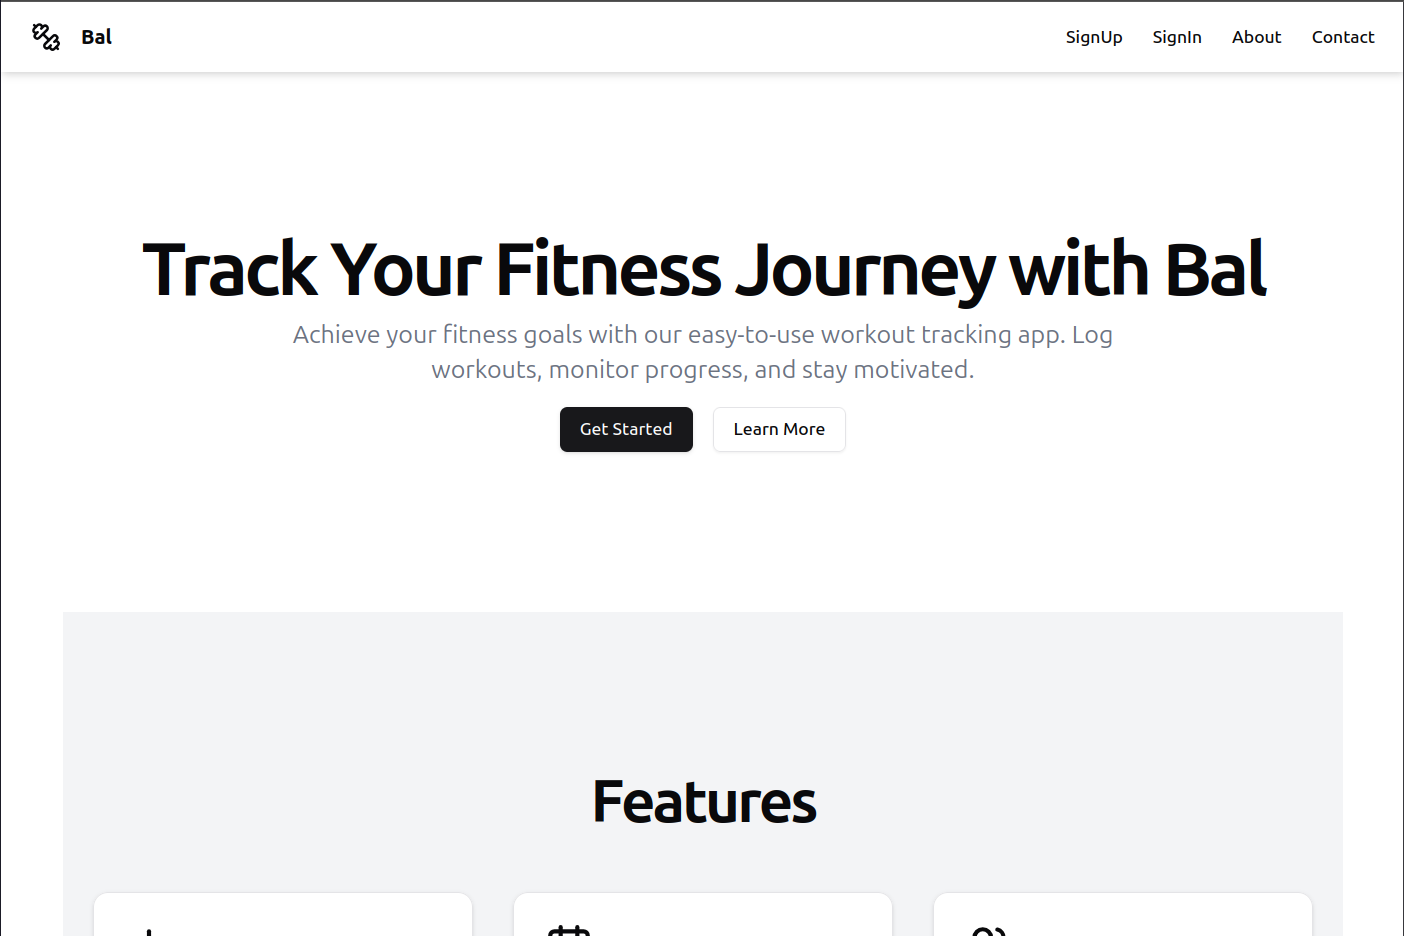 Bal
SignUp
SignIn
About
Contact
Track Your Fitness Journey with Bal
Achieve your fitness goals with our easy-to-use workout tracking app. Log
workouts, monitor progress, and stay motivated.
Get Started
Learn More
Features